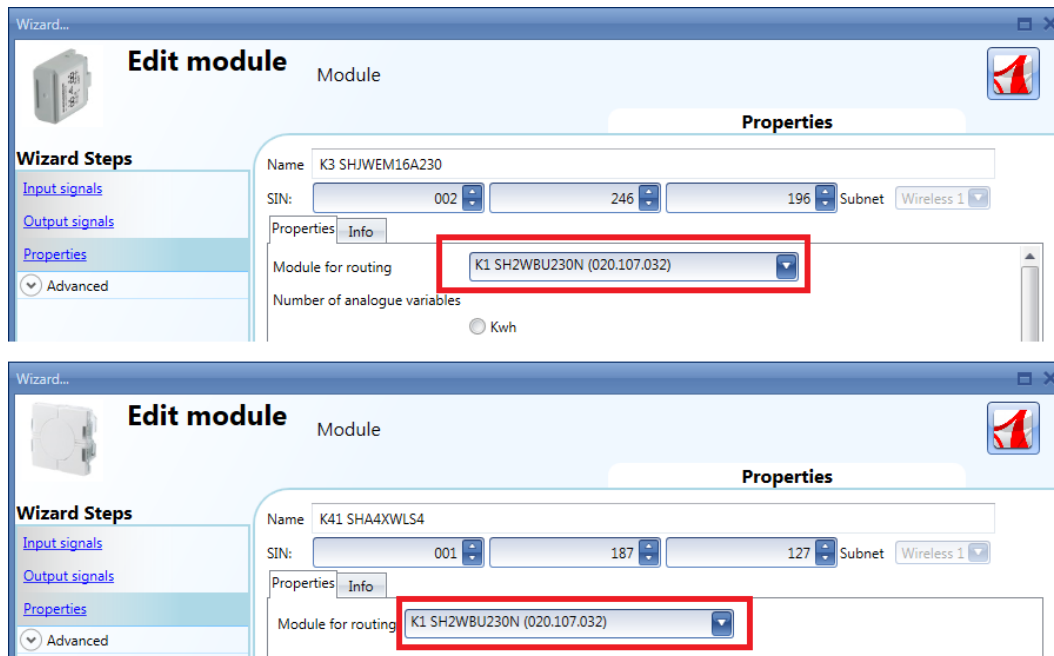 Wizard...
Edit module Module
Properties
Wizard Steps
Name K3 SHJWEM16A230
Input signals
SIN: 002 246 196 Subnet Wireless 1
Output signals
Properties Info
Properties
Module for routing K1 SH2WBU230N (020.107.032)
Advanced
Number of analogue variables
Kwh
Wizard...
Edit module Module
Properties
Wizard Steps
Name K41 SHA4XWLS4
Input signals
SIN: 001 187 127 Subnet Wireless 1
Output signals
Properties Info
Properties
Module for routing K1 SH2WBU230N (020.107.032)
Advanced